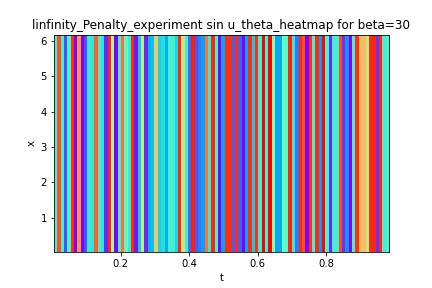 linfinity_Penalty_experiment sin u_theta_heatmap for beta=30
6
5
4
3
2
1
x
0.2 0.4 0.6 0.8
t